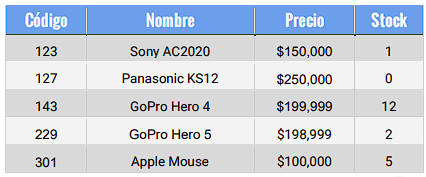 Código Nombre Precio Stock
123 Sony AC2020 $150,000 1
127 Panasonic KS12 $250,000 0
143 GoPro Hero 4 $199,999 12
229 GoPro Hero 5 $198,999 2
301 Apple Mouse $100,000 5